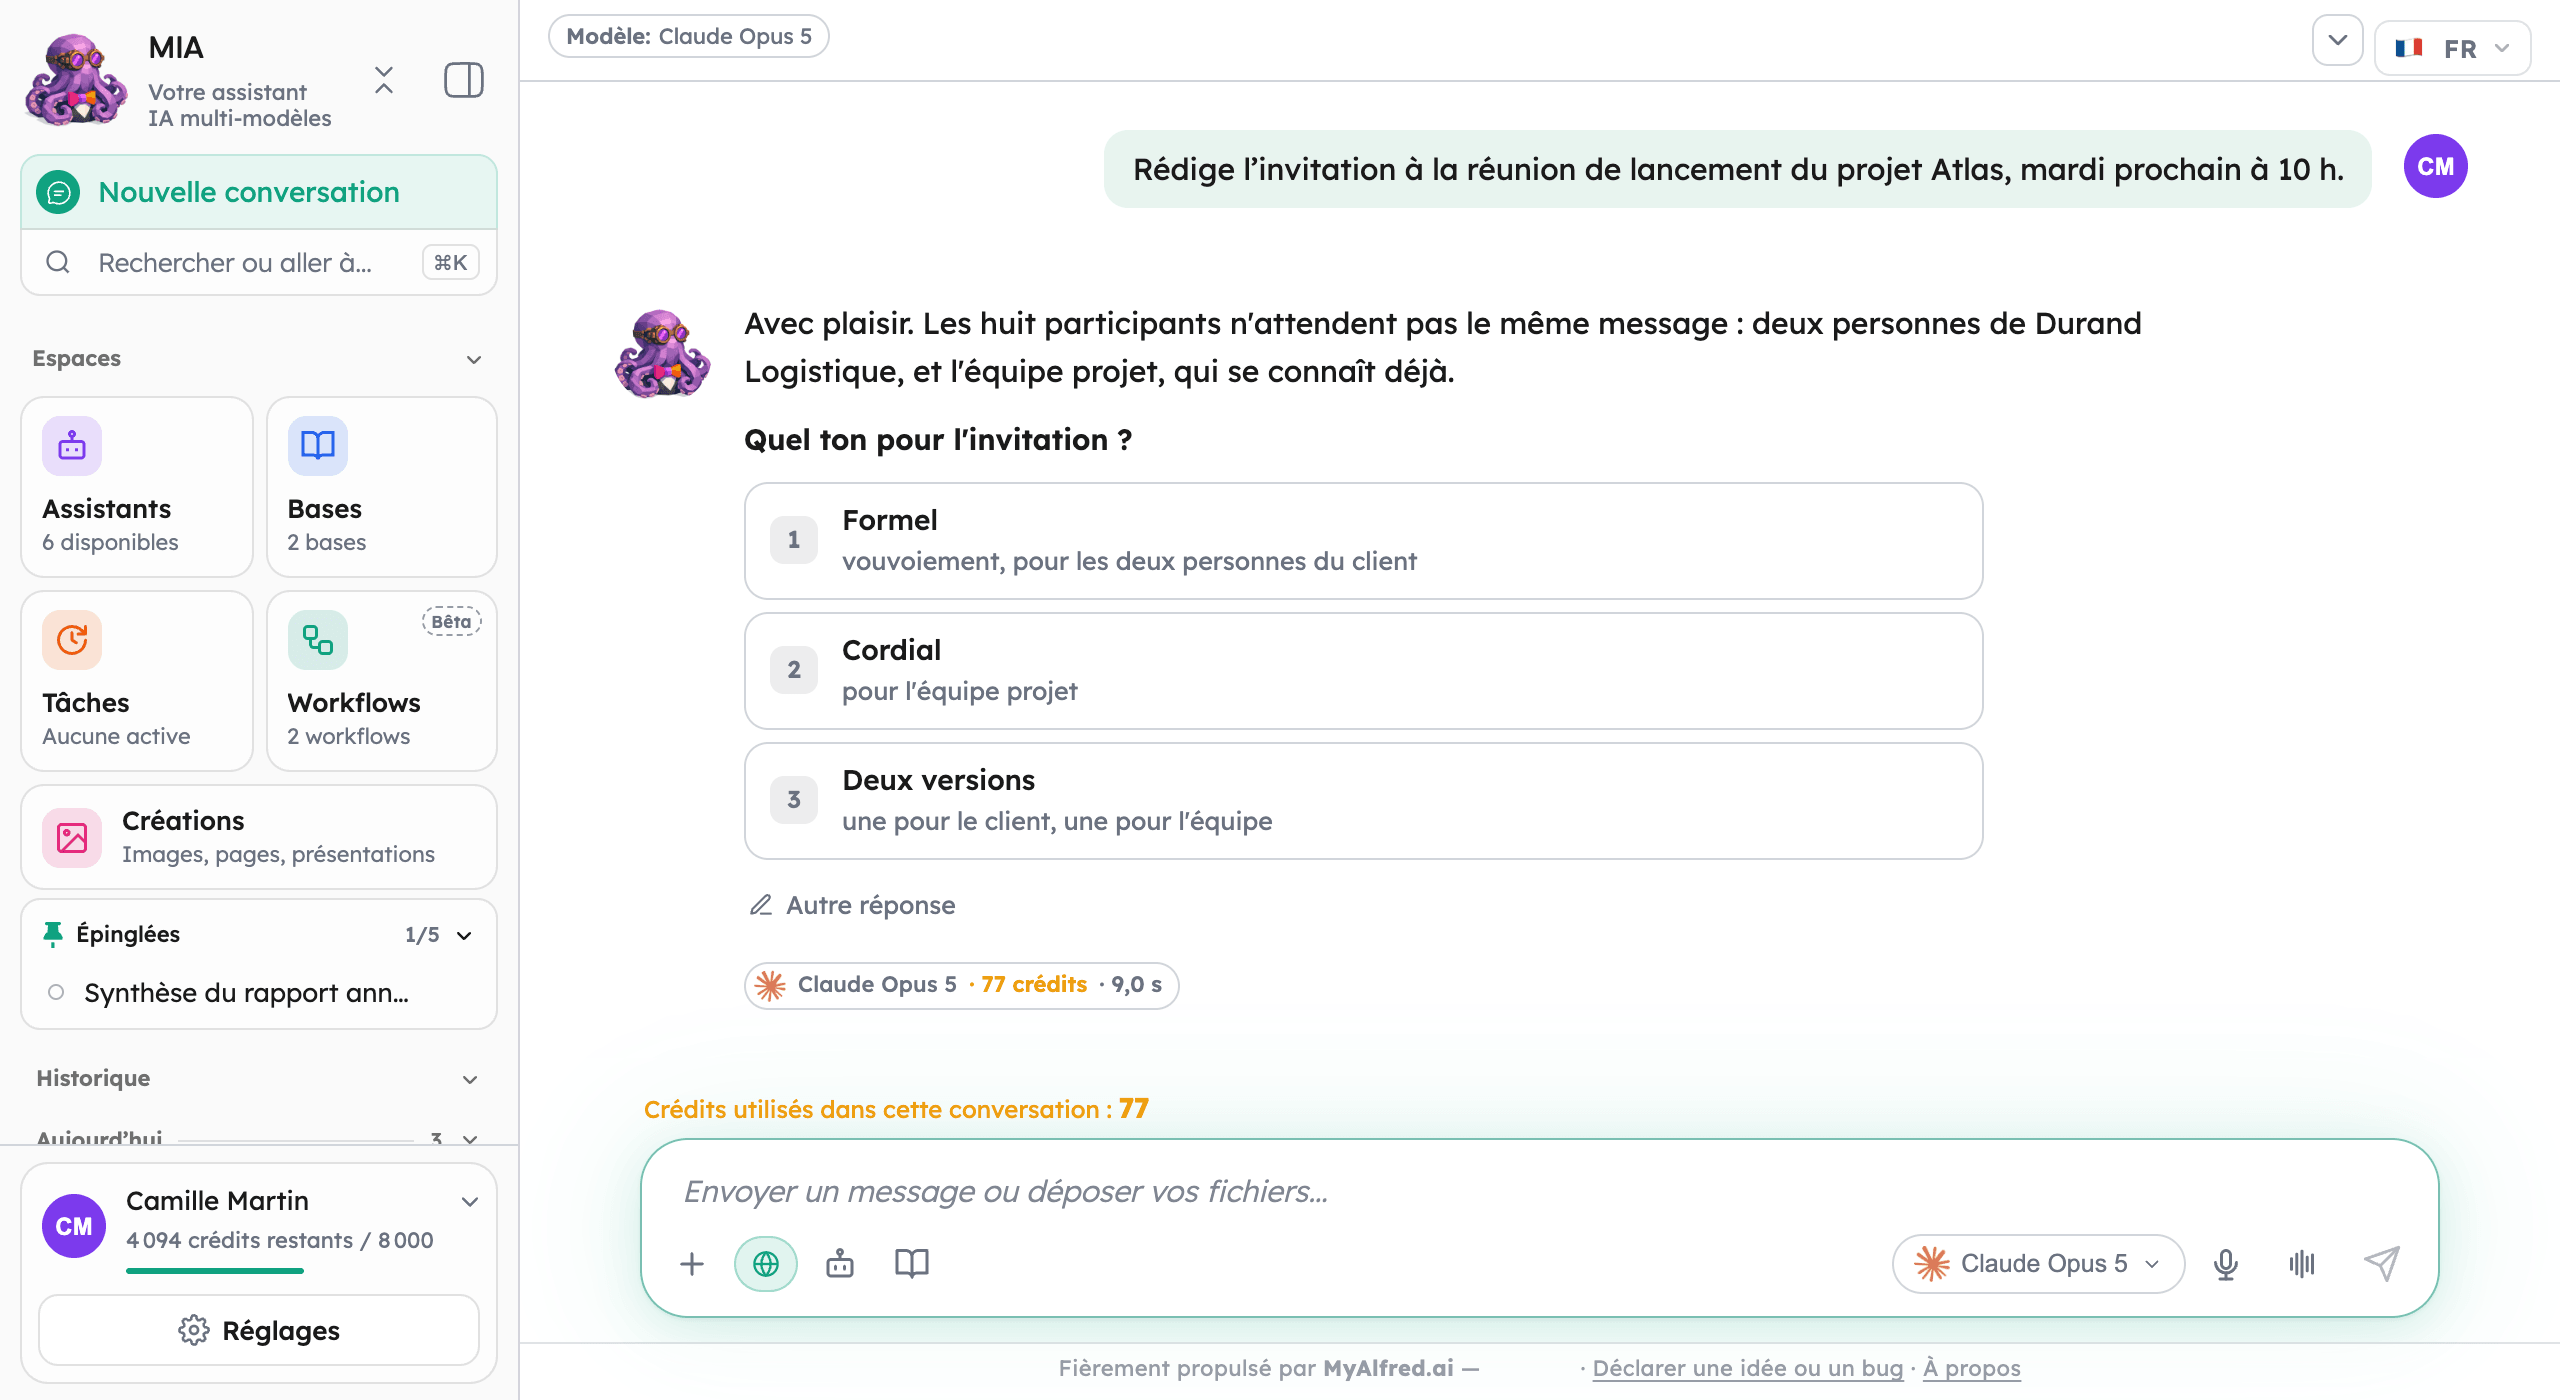 MIA
Votre assistant
IA multi-modèles
Nouvelle conversation
Rechercher ou aller à...
⌘K
Espaces
Assistants
6 disponibles
Bases
2 bases
Tâches
Aucune active
Bêta
Workflows
2 workflows
Créations
Images, pages, présentations
Épinglées
1/5
Synthèse du rapport ann...
Historique
Aujourd’hui
3
CM
Camille Martin
4 094 crédits restants / 8 000
Réglages
Modèle: Claude Opus 5
FR
Rédige l’invitation à la réunion de lancement du projet Atlas, mardi prochain à 10 h.
CM
Avec plaisir. Les huit participants n'attendent pas le même message : deux personnes de Durand
Logistique, et l'équipe projet, qui se connaît déjà.
Quel ton pour l'invitation ?
1
Formel
vouvoiement, pour les deux personnes du client
2
Cordial
pour l'équipe projet
3
Deux versions
une pour le client, une pour l'équipe
Autre réponse
Claude Opus 5 · 77 crédits · 9,0 s
Crédits utilisés dans cette conversation : 77
Envoyer un message ou déposer vos fichiers...
Claude Opus 5
Fièrement propulsé par MyAlfred.ai — · Déclarer une idée ou un bug · À propos